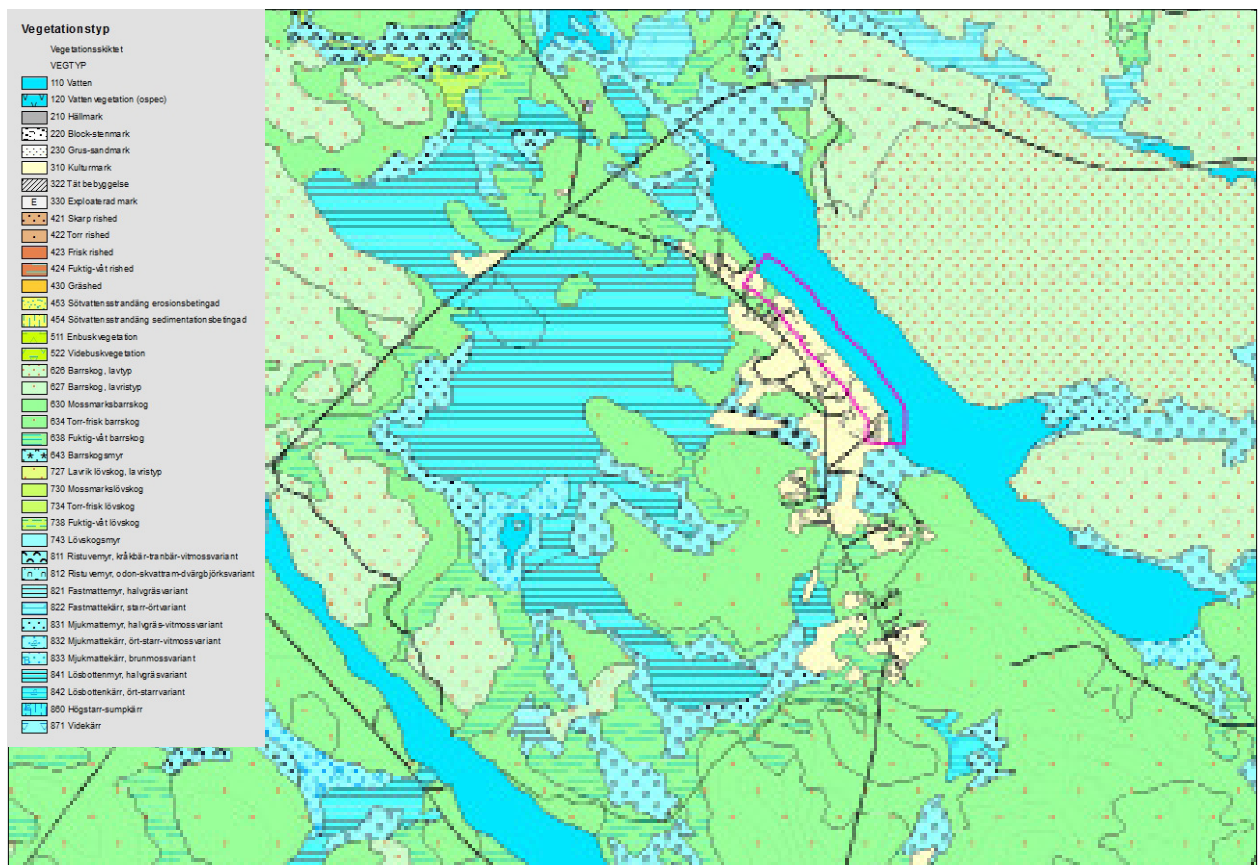 Vegetationstyp
Vegetationsskiktet
VEGTYP
110 Vatten
120 Vatten vegetation (ospec)
210 Hällmark
220 Block-stenmark
230 Grus-sandmark
310 Kulturmark
322 Tät bebyggelse
E 330 Exploaterad mark
421 Skarp rished
422 Torr rished
423 Frisk rished
424 Fuktig-våt rished
430 Gräshed
453 Sötvattensstrandäng erosionsbetingad
454 Sötvattensstrandäng sedimentationsbetingad
511 Enbuskvegetation
522 Videbuskvegetation
626 Barrskog, lavtyp
627 Barrskog, lavristyp
630 Mossmarksbarrskog
634 Torr-frisk barrskog
638 Fuktig-våt barrskog
643 Barrskogsmyr
727 Lavrik lövskog, lavristyp
730 Mossmarkslövskog
734 Torr-frisk lövskog
738 Fuktig-våt lövskog
743 Lövskogsmyr
811 Ristuvemyr, kråkbär-tranbär-vitmossvariant
812 Ristuvemyr, odon-skvattram-dvärgbjörksvariant
821 Fastmattemyr, halvgräsvariant
822 Fastmattekärr, starr-örtvariant
831 Mjukmattemyr, halvgräs-vitmossvariant
832 Mjukmattekärr, ört-starr-vitmossvariant
833 Mjukmattekärr, brunmossvariant
841 Lösbottenmyr, halvgräsvariant
842 Lösbottenkärr, ört-starrvariant
860 Högstarr-sumpkärr
871 Videkärr